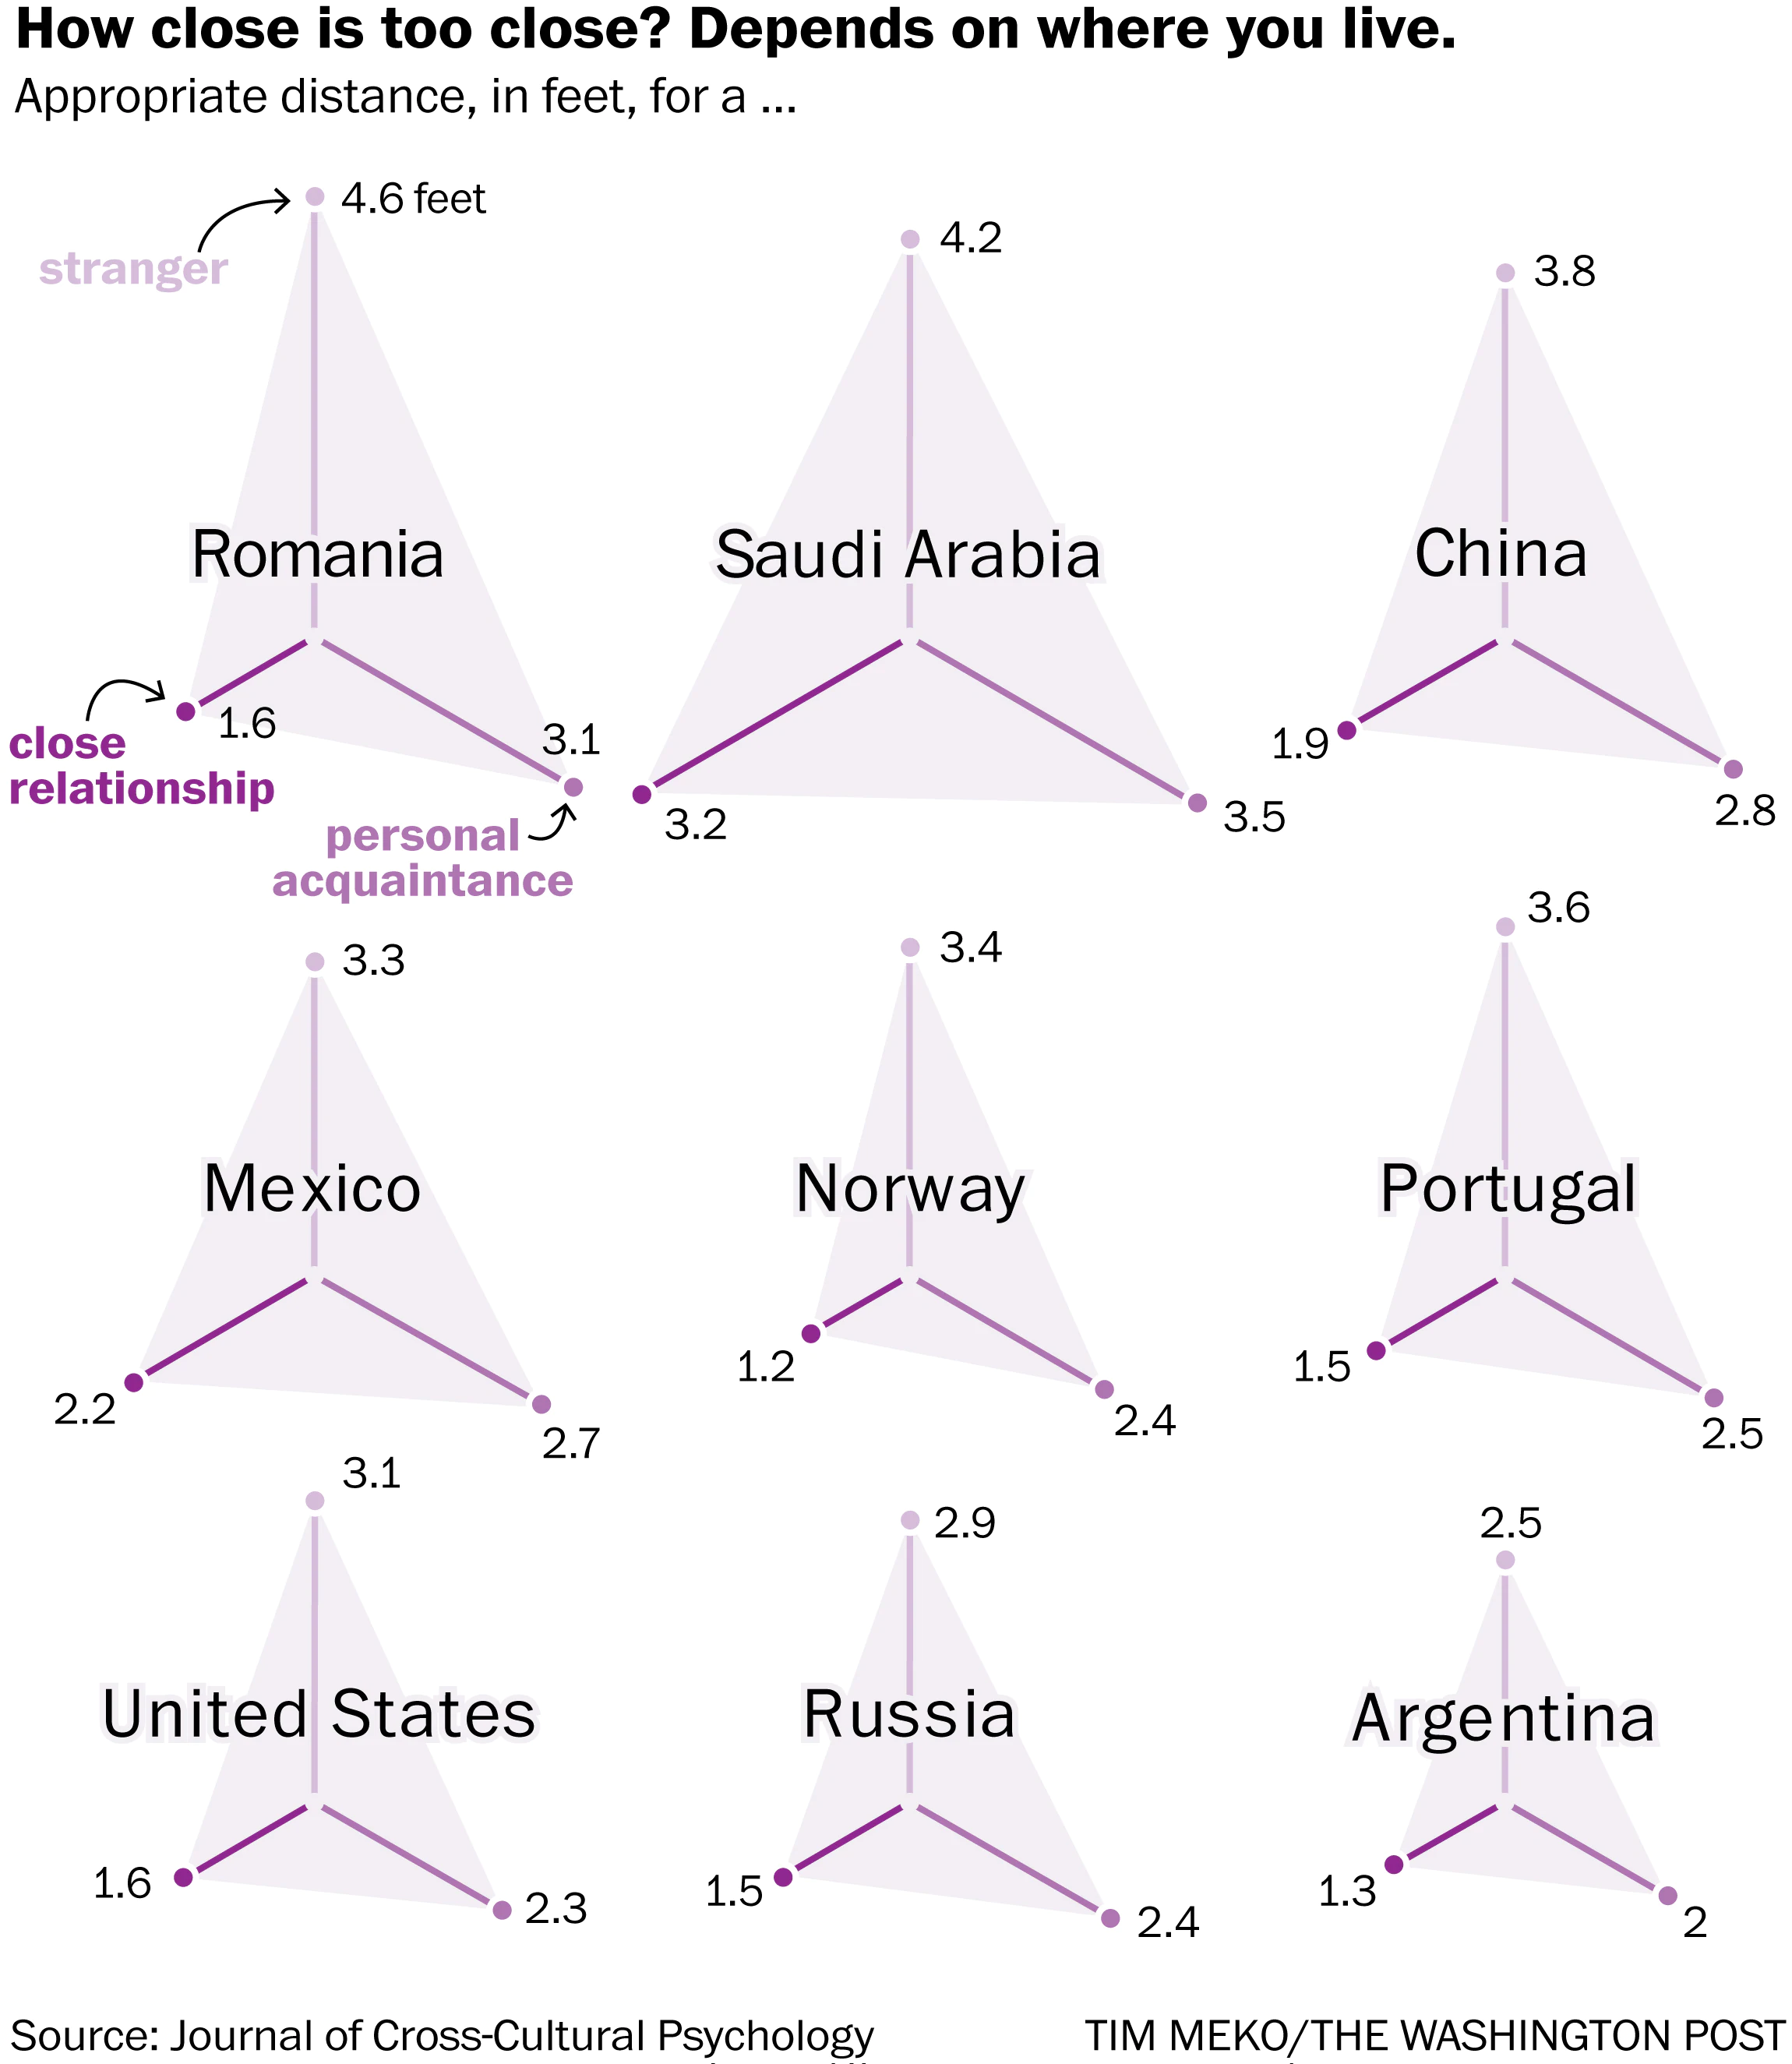 How close is too close? Depends on where you live.
Appropriate distance, in feet, for a ...
4.6 feet
stranger
Romania
1.6
close
relationship
3.1
personal
acquaintance
4.2
Saudi Arabia
3.2
3.5
3.8
China
1.9
2.8
3.3
Mexico
2.2
2.7
3.4
Norway
1.2
2.4
3.6
Portugal
1.5
2.5
3.1
United States
1.6
2.3
2.9
Russia
1.5
2.4
2.5
Argentina
1.3
2
Source: Journal of Cross-Cultural Psychology
TIM MEKO/THE WASHINGTON POST